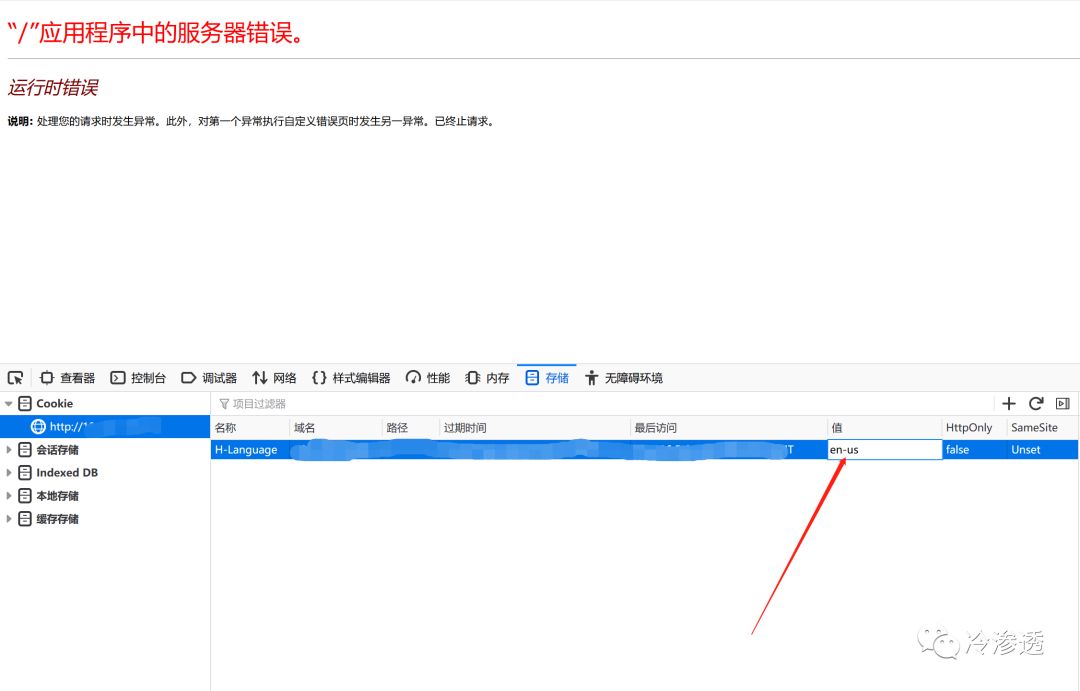 “/”应用程序中的服务器错误。
运行时错误
说明: 处理您的请求时发生异常。此外，对第一个异常执行自定义错误页时发生另一异常。已终止请求。
查看器 控制台 调试器 网络 {} 样式编辑器 性能 内存 存储 无障碍环境
Cookie 项目过滤器
http://1 名称 域名 路径 过期时间 最后访问 值 HttpOnly SameSite
会话存储 H-Language en-us false Unset
Indexed DB
本地存储
缓存存储
冷渗透